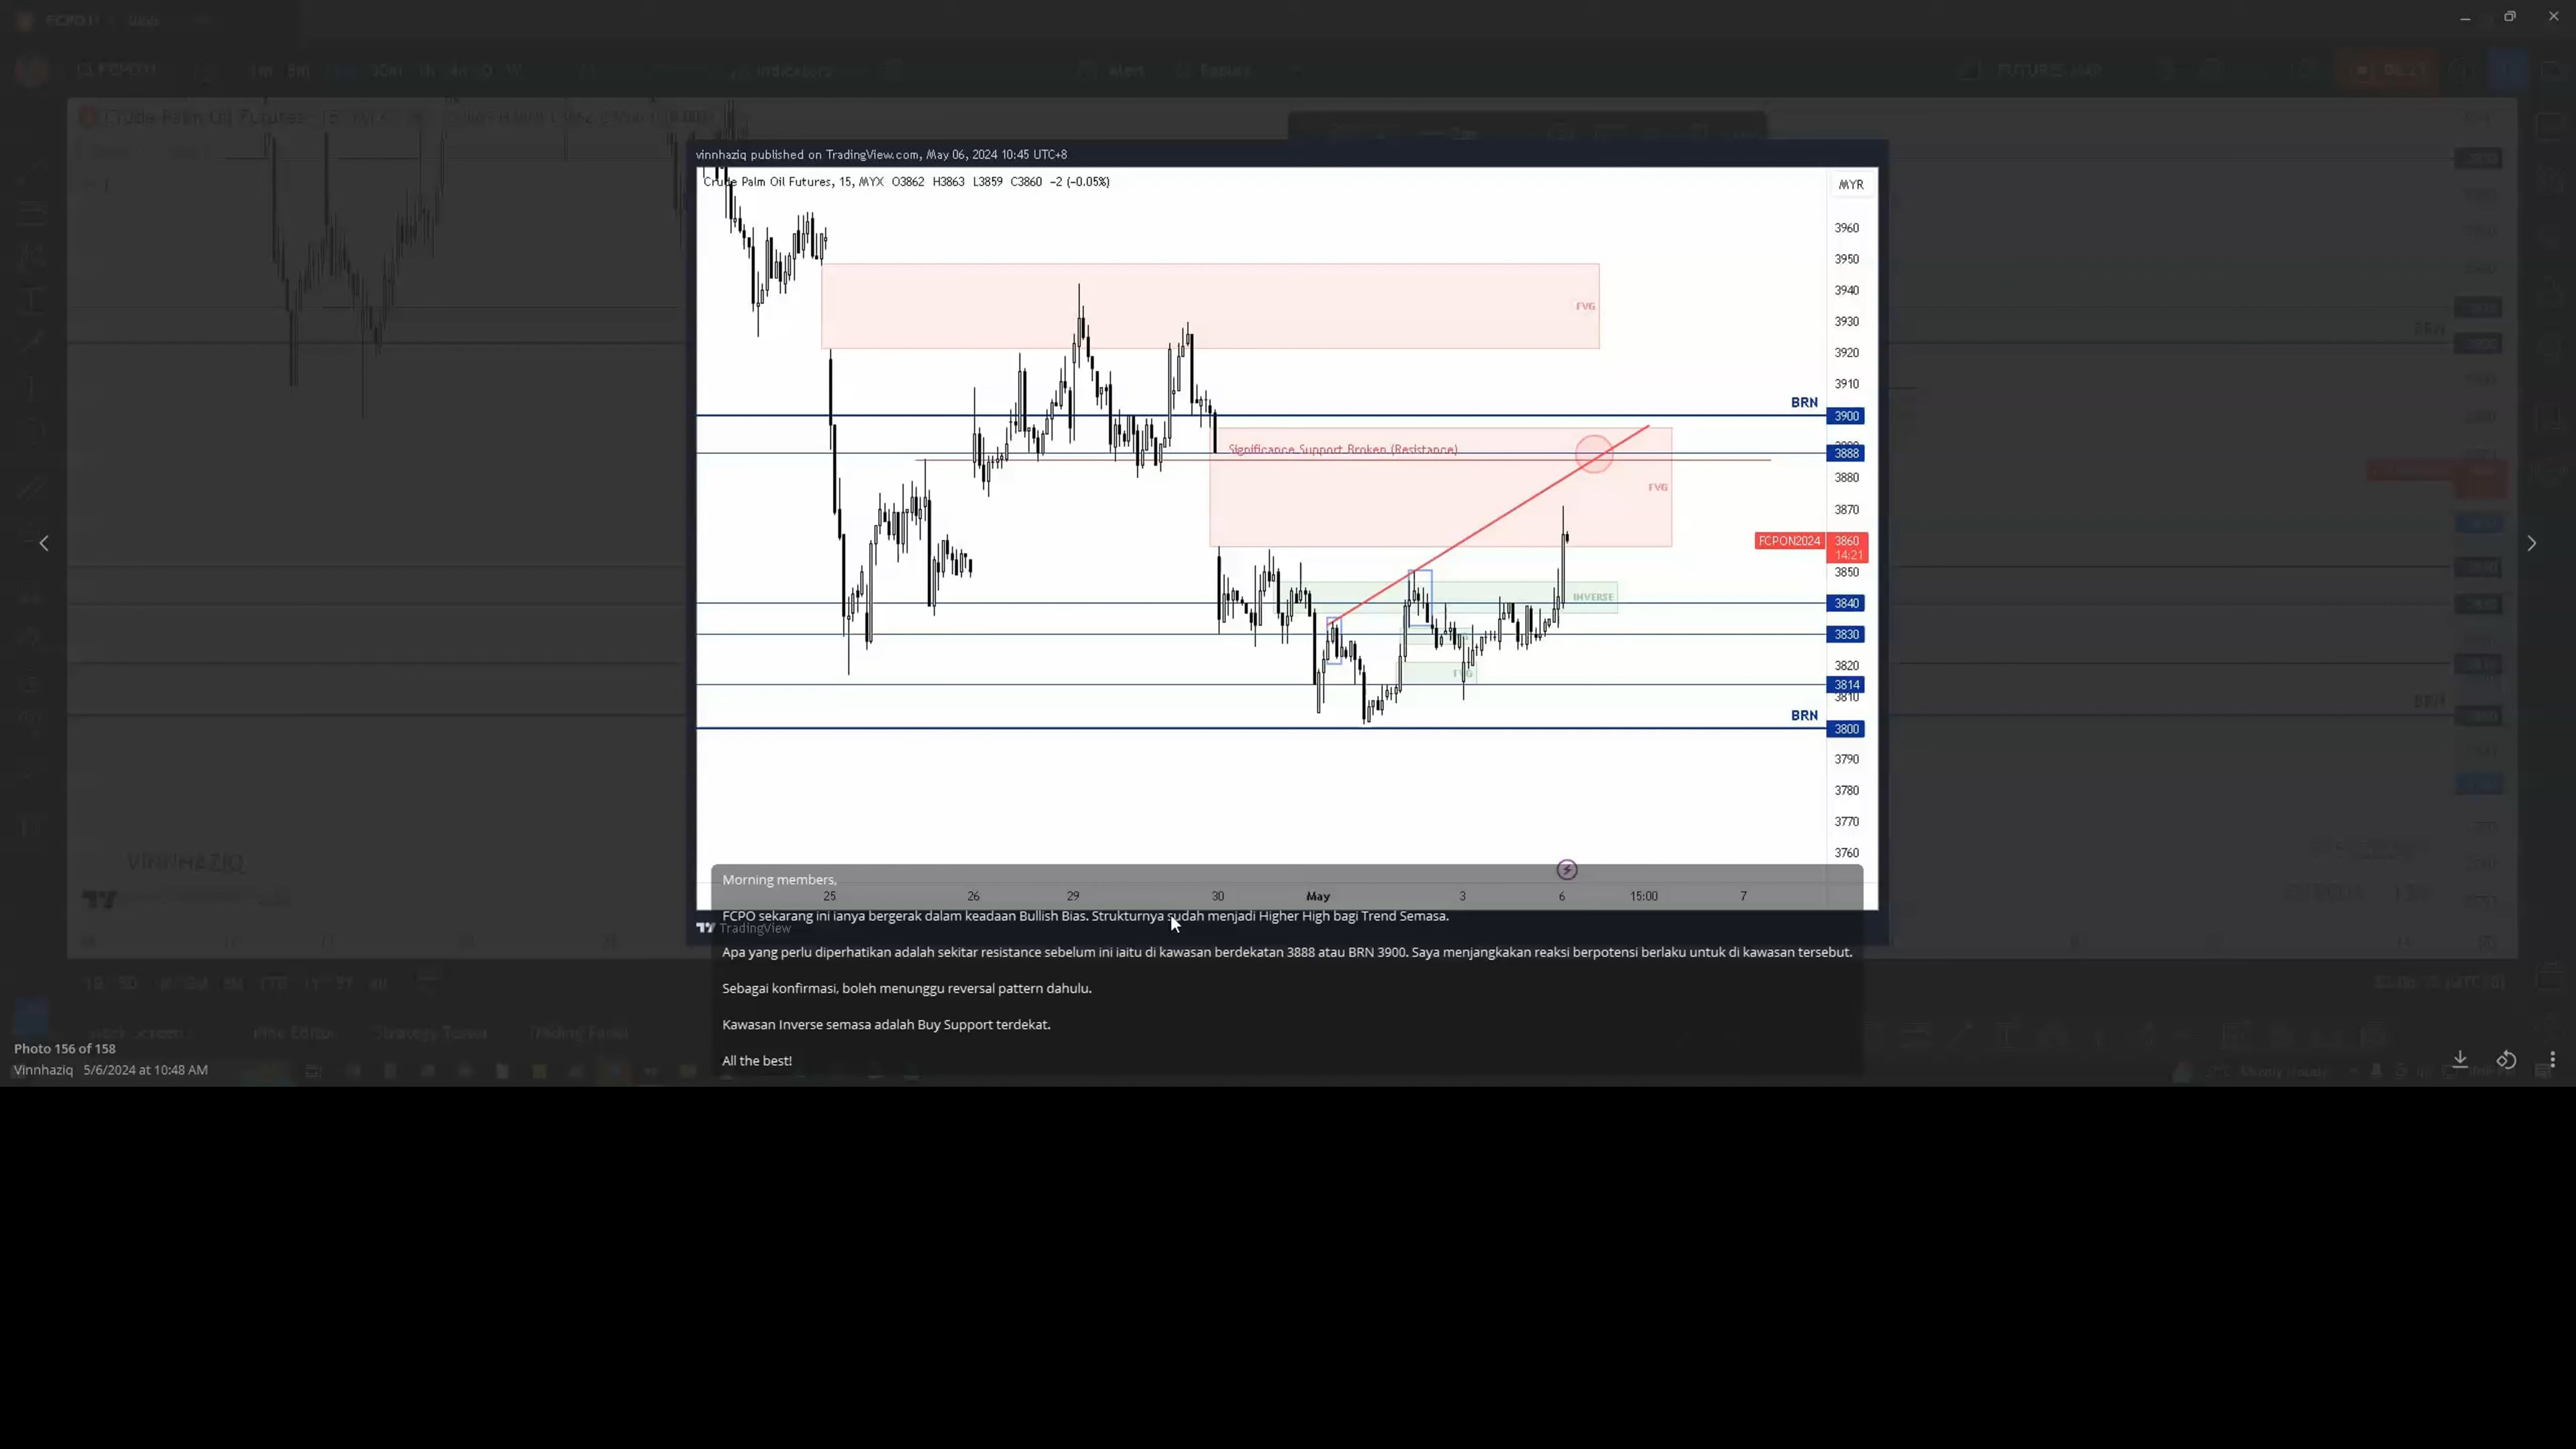 vinnhaziq published on TradingView.com, May 06, 2024 10:45 UTC+8
Crude Palm Oil Futures, 15, MYX O3862 H3863 L3859 C3860 -2 (-0.05%)
MYR
3960
3950
FVG
3940
3930
3920
3910
BRN
3900
Significance Support Broken (Resistance)
3888
3880
FVG
3870
FCPON2024 3860
14:21
3850
INVERSE
3840
3830
3820
3814
3810
BRN
3800
3790
3780
3770
3760
25 26 29 30 May 3 6 15:00 7
TradingView
Morning members,
FCPO sekarang ini ianya bergerak dalam keadaan Bullish Bias. Strukturnya sudah menjadi Higher High bagi Trend Semasa.
Apa yang perlu diperhatikan adalah sekitar resistance sebelum ini iaitu di kawasan berdekatan 3888 atau BRN 3900. Saya menjangkakan reaksi berpotensi berlaku untuk di kawasan tersebut.
Sebagai konfirmasi, boleh menunggu reversal pattern dahulu.
Kawasan Inverse semasa adalah Buy Support terdekat.
All the best!
VINNHAZIQ
Photo 156 of 158
Vinnhaziq 5/6/2024 at 10:48 AM